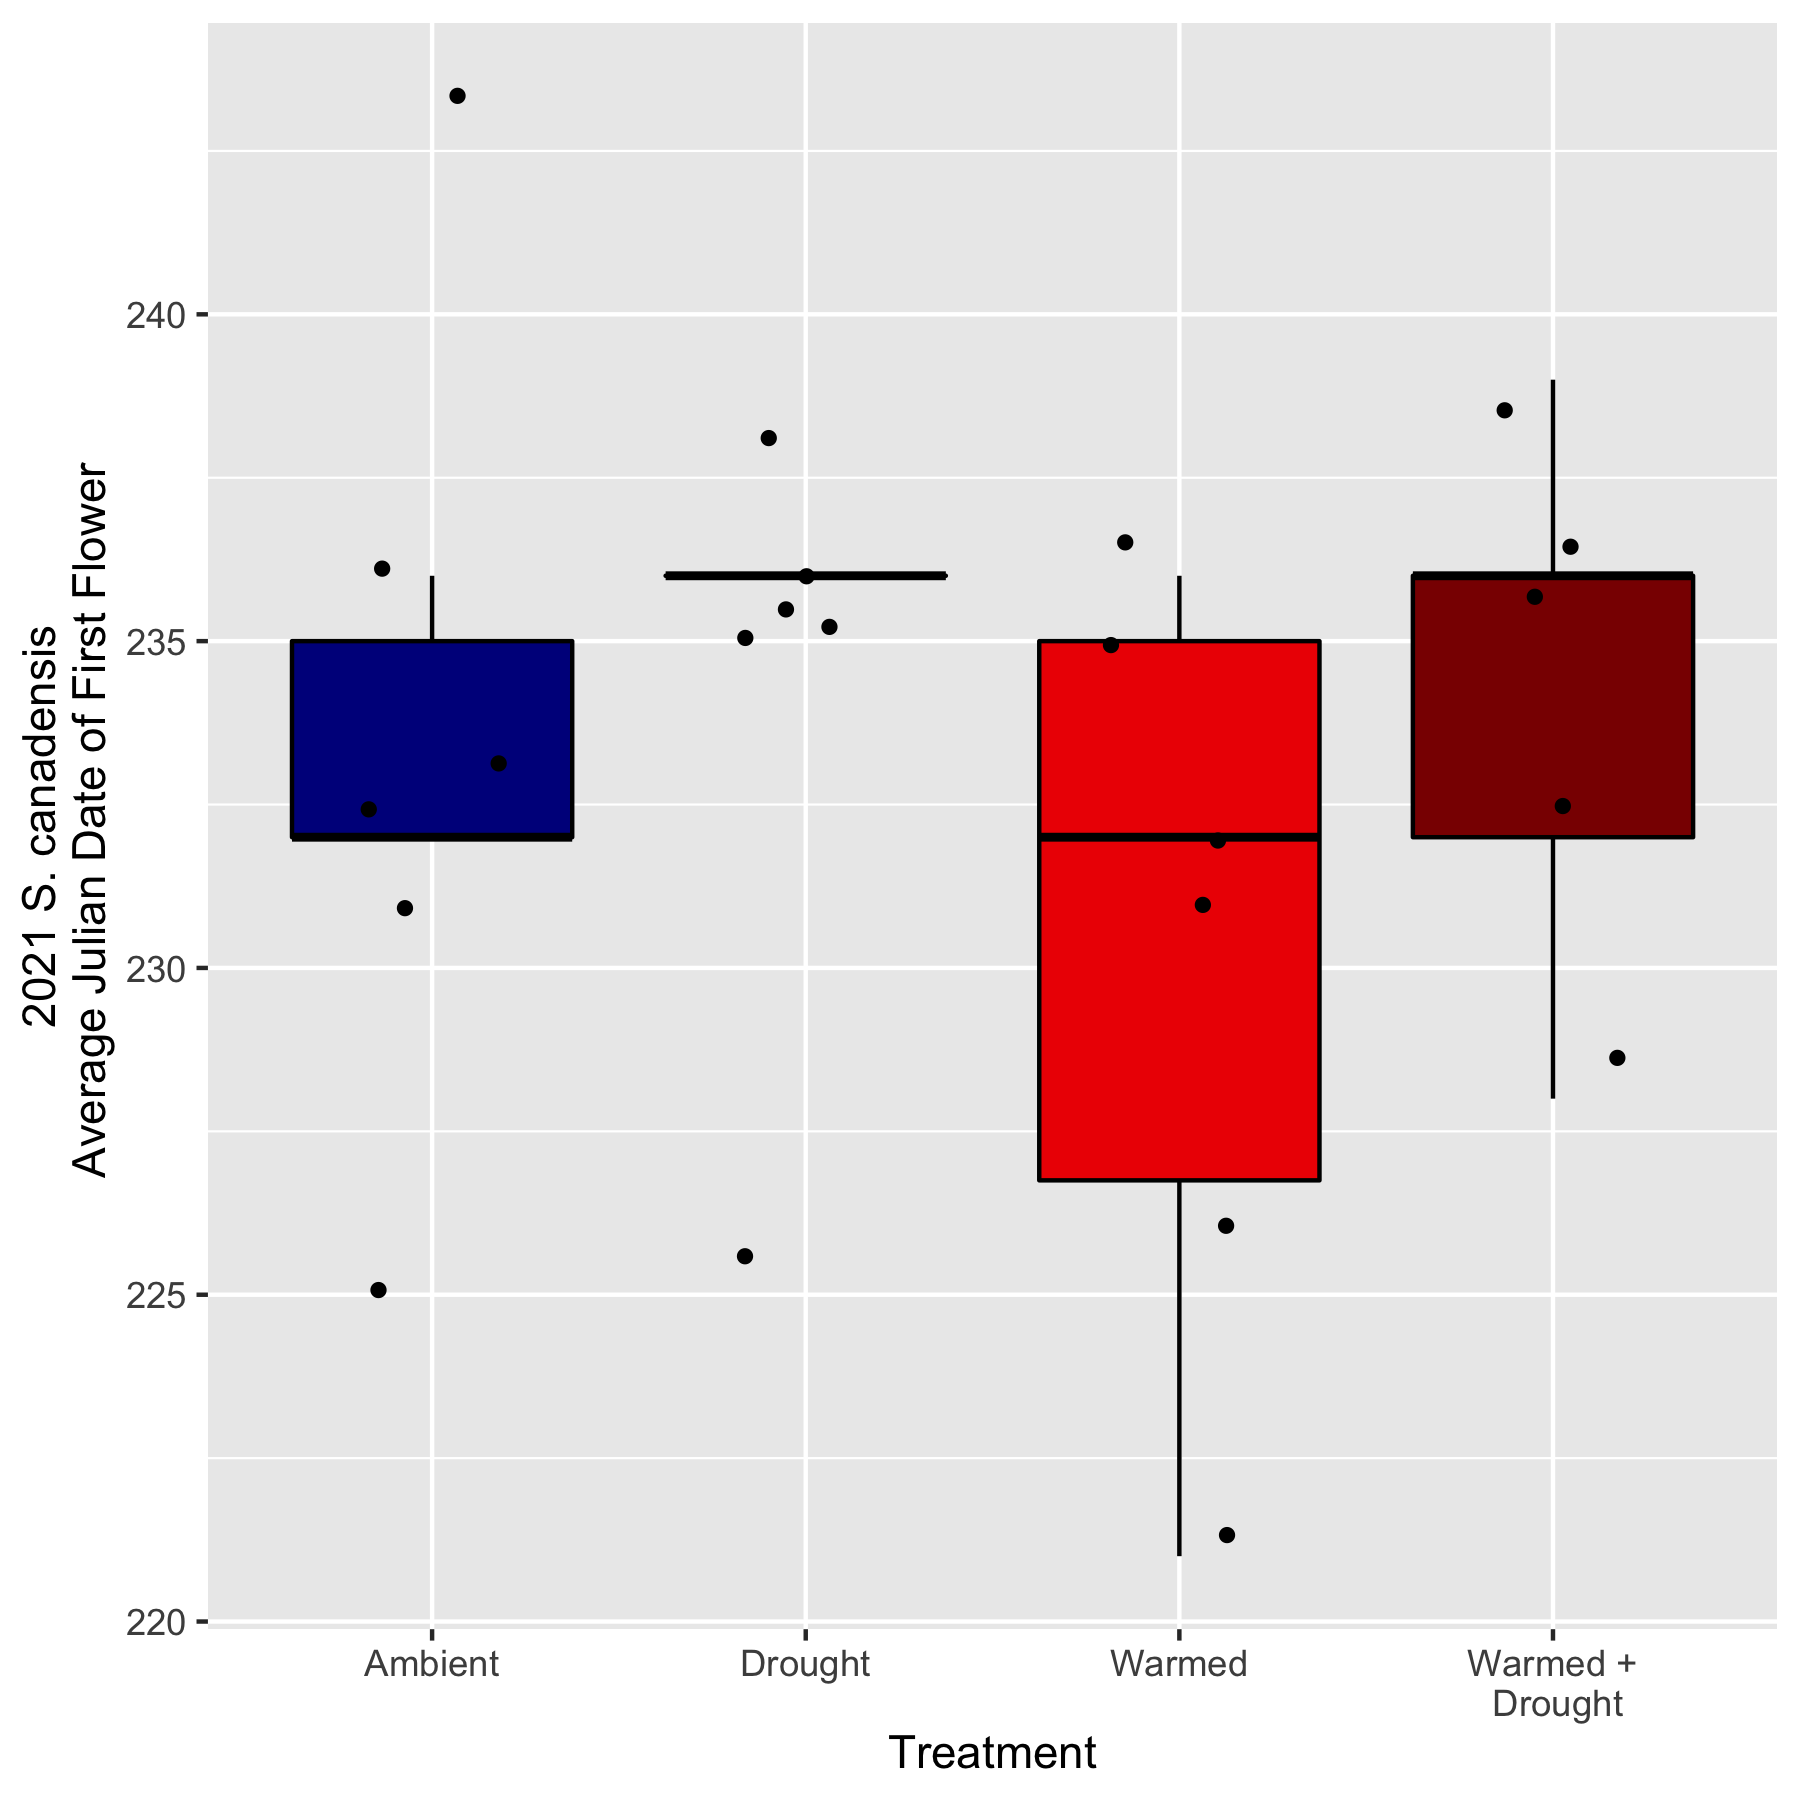 2021 S. canadensis
Average Julian Date of First Flower
240
235
230
225
220
Ambient
Drought
Warmed
Warmed +
Drought
Treatment